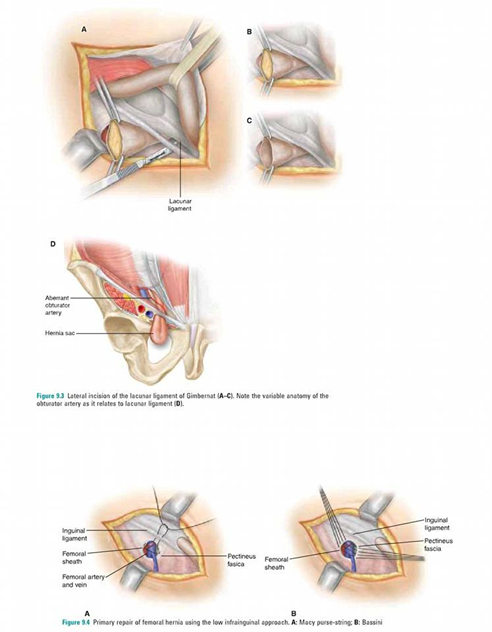 A
B
C
Lacunar
ligament
D
Aberrant
obturator
artery
Hernia sac
Figure 9.3 Lateral incision of the lacunar ligament of Gimbernat (A–C). Note the variable anatomy of the
obturator artery as it relates to lacunar ligament (D).
Inguinal
ligament
Femoral
sheath
Femoral artery
and vein
Pectineus
fasica
Femoral
sheath
Inguinal
ligament
Pectineus
fascia
A
B
Figure 9.4 Primary repair of femoral hernia using the low infrainguinal approach. A: Macy purse-string; B: Bassini